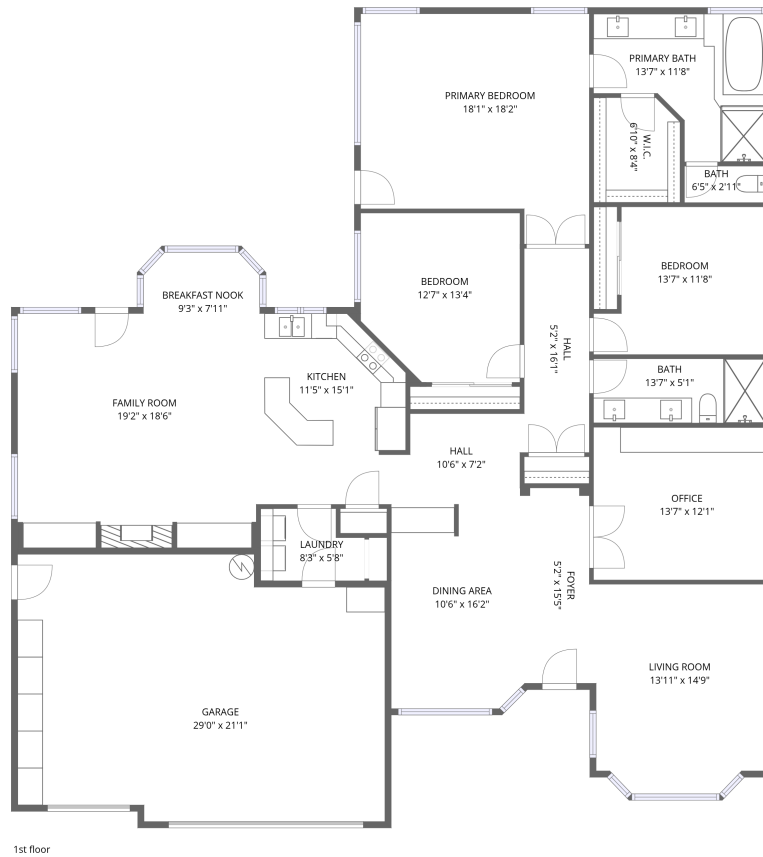 PRIMARY BEDROOM
18'1" x 18'2"
PRIMARY BATH
13'7" x 11'8"
W.I.C.
6'10" x 8'4"
BATH
6'5" x 2'11"
BEDROOM
12'7" x 13'4"
BEDROOM
13'7" x 11'8"
BREAKFAST NOOK
9'3" x 7'11"
HALL
5'2" x 16'1"
KITCHEN
11'5" x 15'1"
BATH
13'7" x 5'1"
FAMILY ROOM
19'2" x 18'6"
HALL
10'6" x 7'2"
OFFICE
13'7" x 12'1"
LAUNDRY
8'3" x 5'8"
DINING AREA
10'6" x 16'2"
FOYER
5'2" x 15'5"
LIVING ROOM
13'11" x 14'9"
GARAGE
29'0" x 21'1"
1st floor